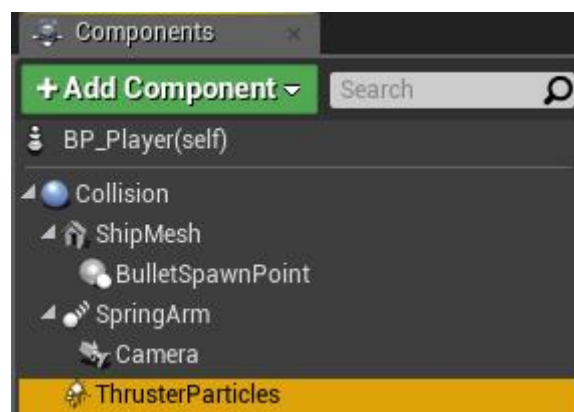 Components
+ Add Component
Search
BP_Player(self)
Collision
ShipMesh
BulletSpawnPoint
SpringArm
Camera
ThrusterParticles